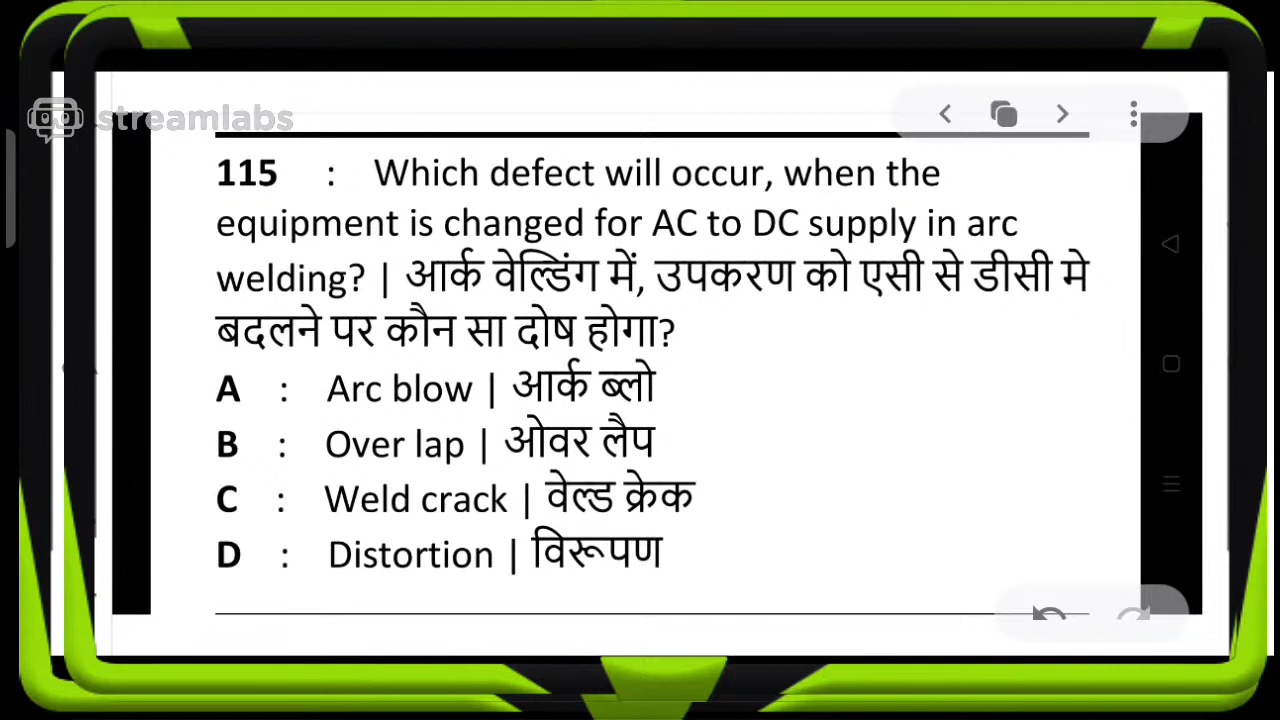 streamlabs
115 : Which defect will occur, when the
equipment is changed for AC to DC supply in arc
welding? | आर्क वेल्डिंग में, उपकरण को एसी से डीसी मे
बदलने पर कौन सा दोष होगा?
A : Arc blow | आर्क ब्लो
B : Over lap | ओवर लैप
C : Weld crack | वेल्ड क्रेक
D : Distortion | विरूपण